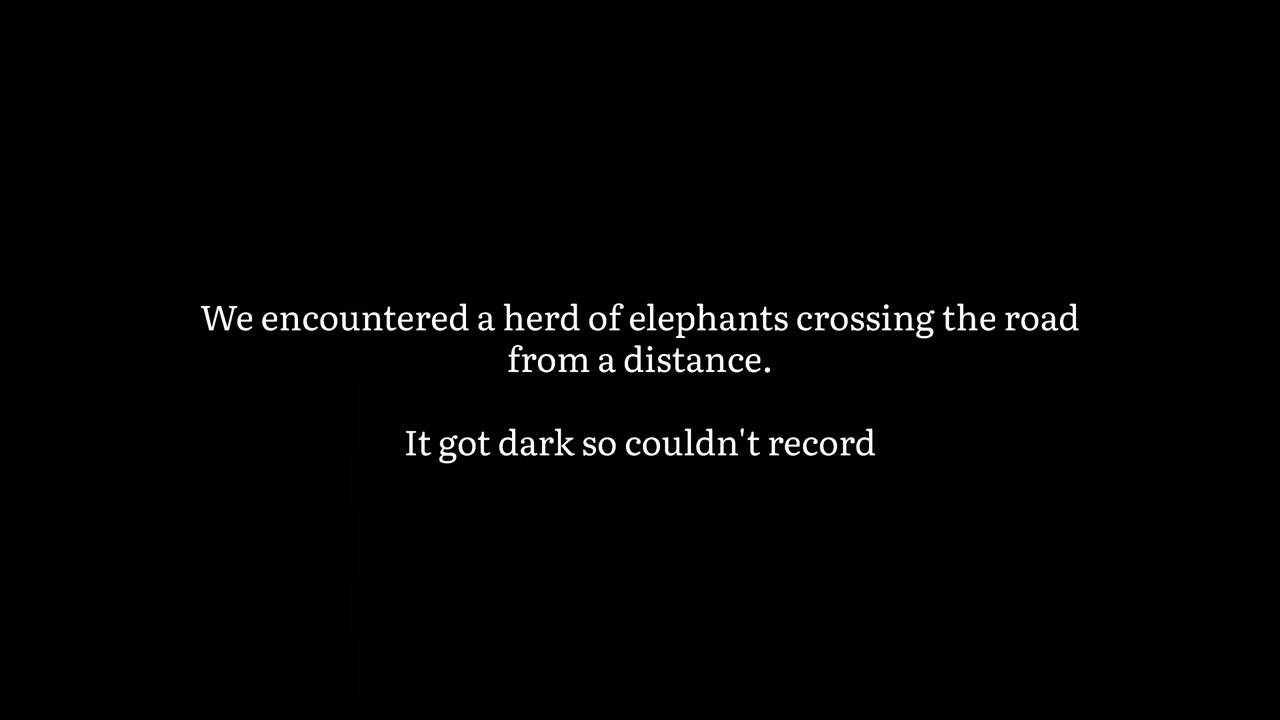 We encountered a herd of elephants crossing the road
from a distance.
It got dark so couldn't record